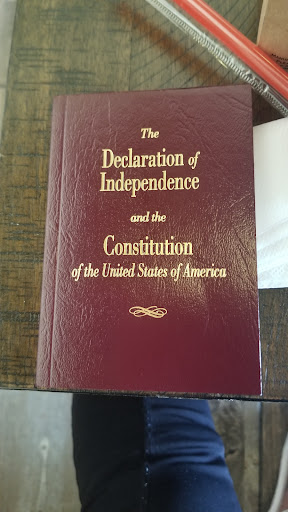 The
Declaration of
Independence
and the
Constitution
of the United States of America